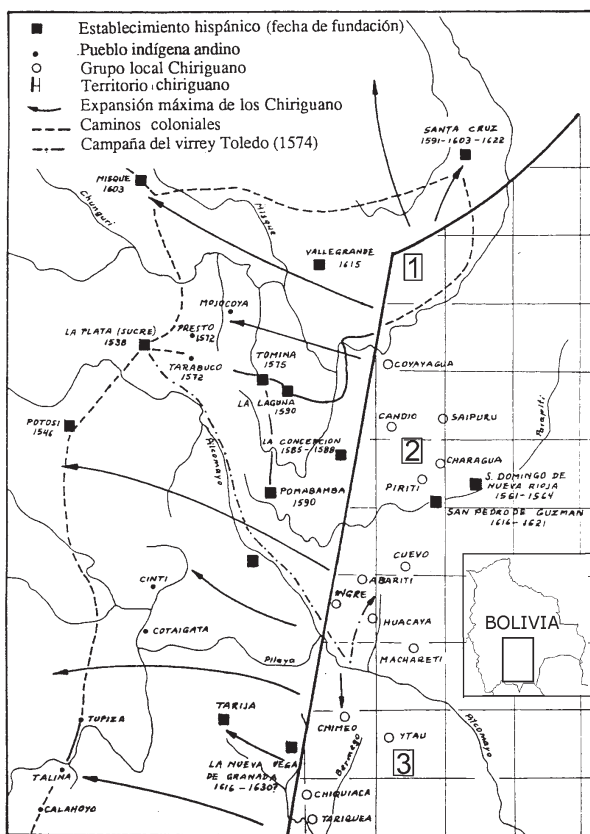 Establecimiento hispánico (fecha de fundación)
Pueblo indígena andino
Grupo local Chiriguano
Territorio chiriguano
Expansión máxima de los Chiriguano
Caminos coloniales
Campaña del virrey Toledo (1574)
SANTA CRUZ
1591-1603-1622
MISQUE
1603
Chunguri
Misque
VALLEGRANDE
1615
1
MOJOCOYA
LA PLATA (SUCRE)
1538
PRESTO
1572
TARABUCO
1572
TOMINA
1575
LA LAGUNA
1590
COYAYAGUA
POTOSI
1546
CANDIO
SAIPURU
Parapiti
LA CONCEPCION
1585-1588
2
CHARAGUA
PIRITI
S. DOMINGO DE
NUEVA RIOJA
1561-1564
Alcomayo
POMABAMBA
1590
SAN PEDRO DE GUZMAN
1616-1621
CUEVO
ABARITI
CINTI
INGRE
HUACAYA
BOLIVIA
COTAIGATA
Pilaya
MACHARETI
TARIJA
CHIMEO
Alcomayo
TUPIZA
YTAU
LA NUEVA VEGA
DE GRANADA
1616-1630?
Bermego
3
TALINA
CHIQUIACA
CALAHOYO
TARIQUEA